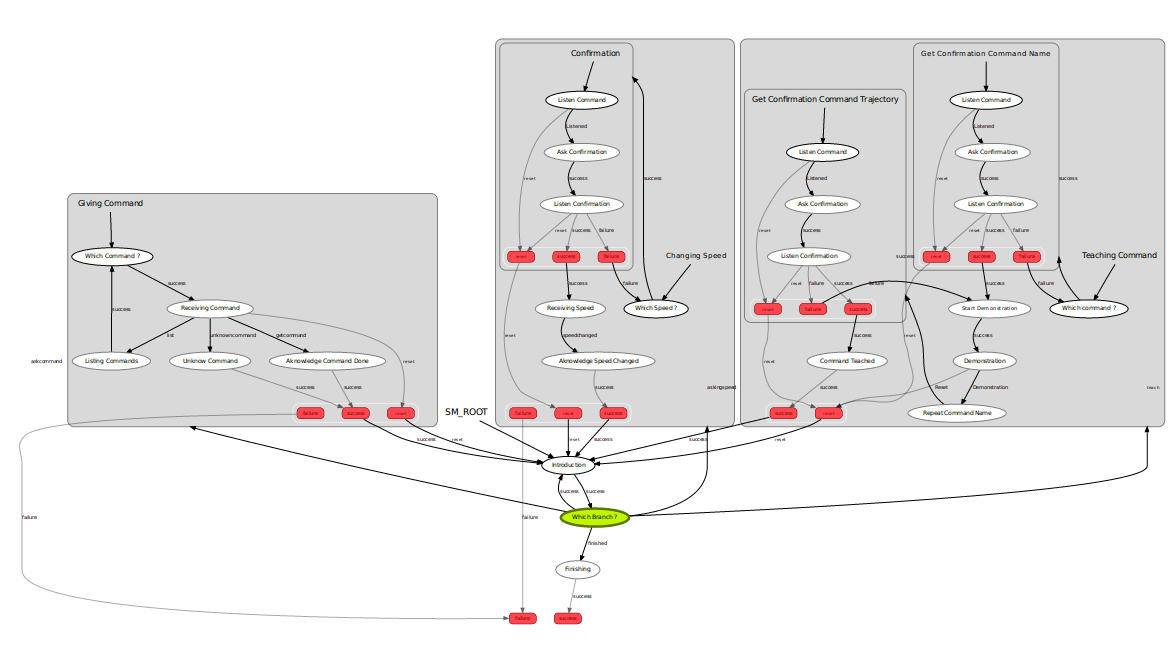 Confirmation
Get Confirmation Command Name
Listen Command
Listen Command
Get Confirmation Command Trajectory
Listened
Listened
Ask Confirmation
Listen Command
Ask Confirmation
reset
success
success
reset
Listened
success
success
Giving Command
Listen Confirmation
Ask Confirmation
Listen Confirmation
reset
success
failure
reset
success
reset
success
failure
Which Command ?
reset
success
failure
Changing Speed
Listen Confirmation
success
reset
success
failure
Teaching Command
success
success
failure
reset
failure
success
failure
success
failure
success
Receiving Command
Receiving Speed
Which Speed ?
reset
failure
success
Start Demonstration
Which command ?
list
unknowncommand
getcommand
reset
speedchanged
success
reset
success
askcommand
Listing Commands
Unknow Command
Aknowledge Command Done
reset
Aknowledge Speed Changed
reset
Command Teached
Demonstration
success
success
success
askingspeed
success
Reset
Demonstration
teach
failure
success
reset
SM_ROOT
failure
reset
success
success
reset
Repeat Command Name
success
reset
reset
success
success
reset
Introduction
success
success
failure
failure
Which Branch ?
finished
Finishing
success
failure
success